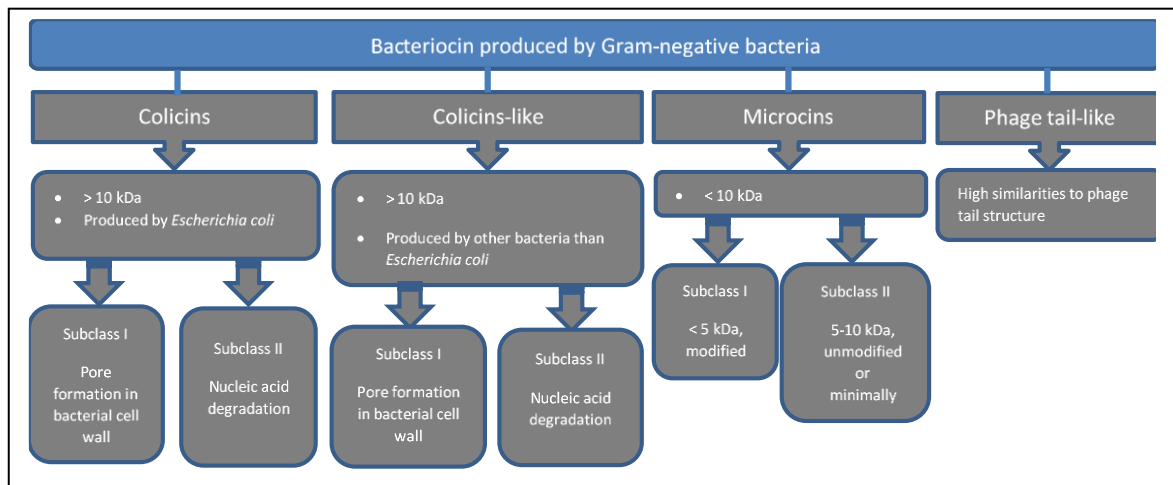 Bacteriocin produced by Gram-negative bacteria
Colicins
• > 10 kDa
• Produced by Escherichia coli
Subclass I
Pore
formation in
bacterial cell
wall
Subclass II
Nucleic acid
degradation
Colicins-like
• >10 kDa
• Produced by other bacteria than
Escherichia coli
Subclass I
Pore formation
in bacterial cell
wall
Subclass II
Nucleic acid
degradation
Microcins
• < 10 kDa
Subclass I
< 5 kDa,
modified
Subclass II
5-10 kDa,
unmodified
or
minimally
Phage tail-like
High similarities to phage
tail structure